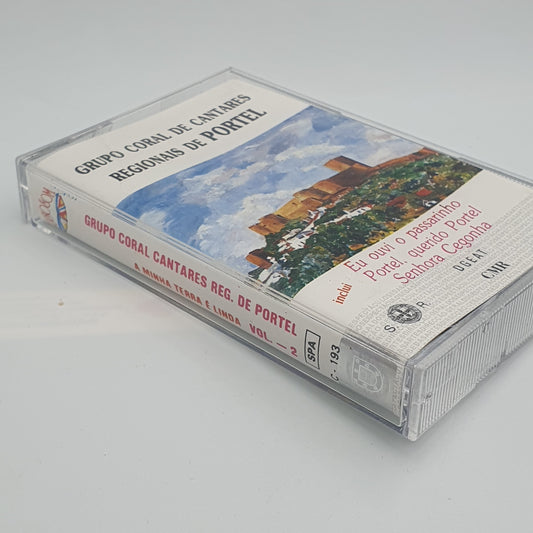 GRUPO CORAL DE CANTARES
REGIONAIS DE PORTEL
inclui
Eu ouvi o passarinho
Portel, querido Portel
Senhora Cegonha
S R
DGEAT
CMR
GRUPO CORAL CANTARES REG. DE PORTEL
A MINHA TERRA E LINDA VOL. - 2
SPA
C - 193